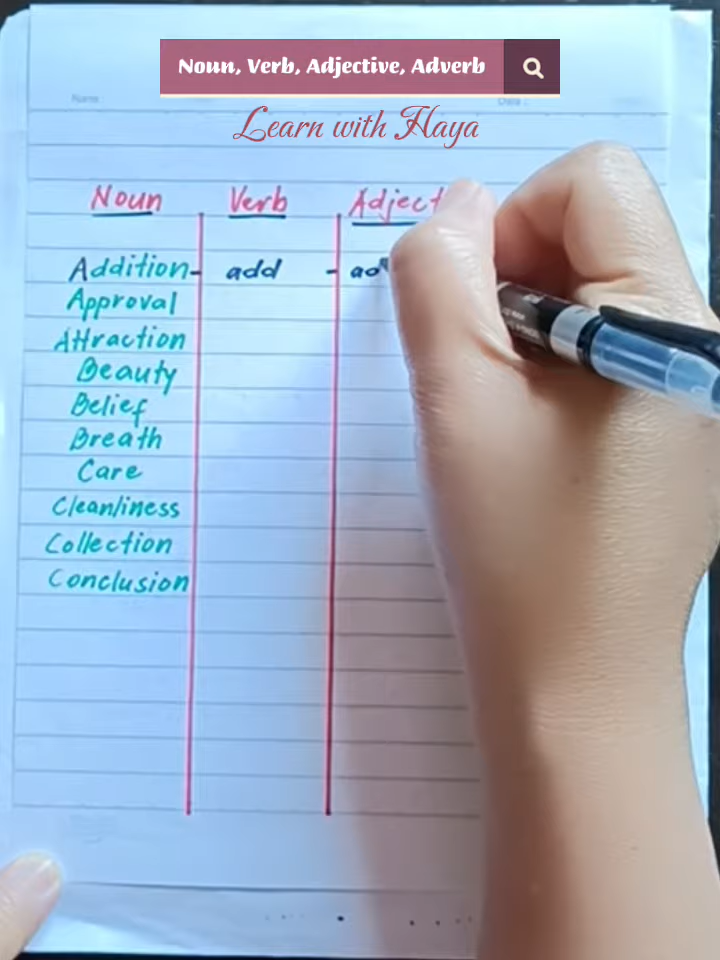 Noun, Verb, Adjective, Adverb
Learn with Haya
Name :
Date :
Noun Verb
Addition- add -
Approval
Attraction
Beauty
Belief
Breath
Care
Cleanliness
Collection
Conclusion